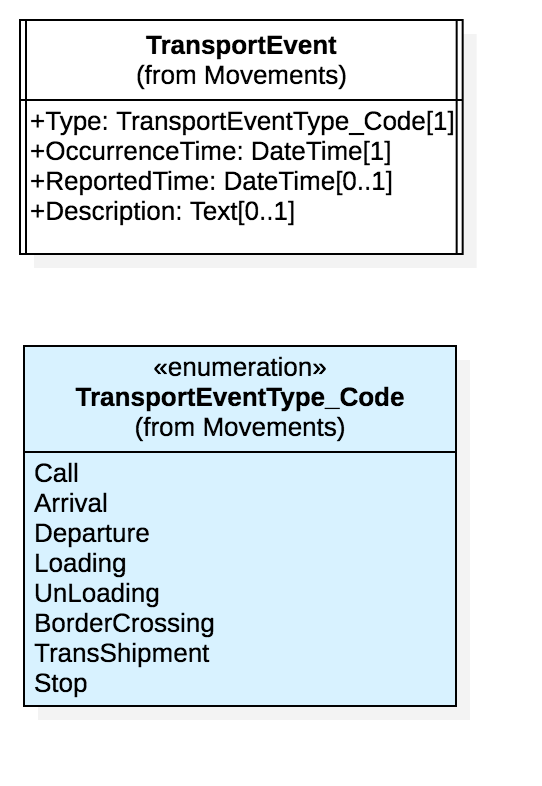 TransportEvent
(from Movements)
+Type: TransportEventType_Code[1]
+OccurrenceTime: DateTime[1]
+ReportedTime: DateTime[0..1]
+Description: Text[0..1]
«enumeration»
TransportEventType_Code
(from Movements)
Call
Arrival
Departure
Loading
UnLoading
BorderCrossing
TransShipment
Stop